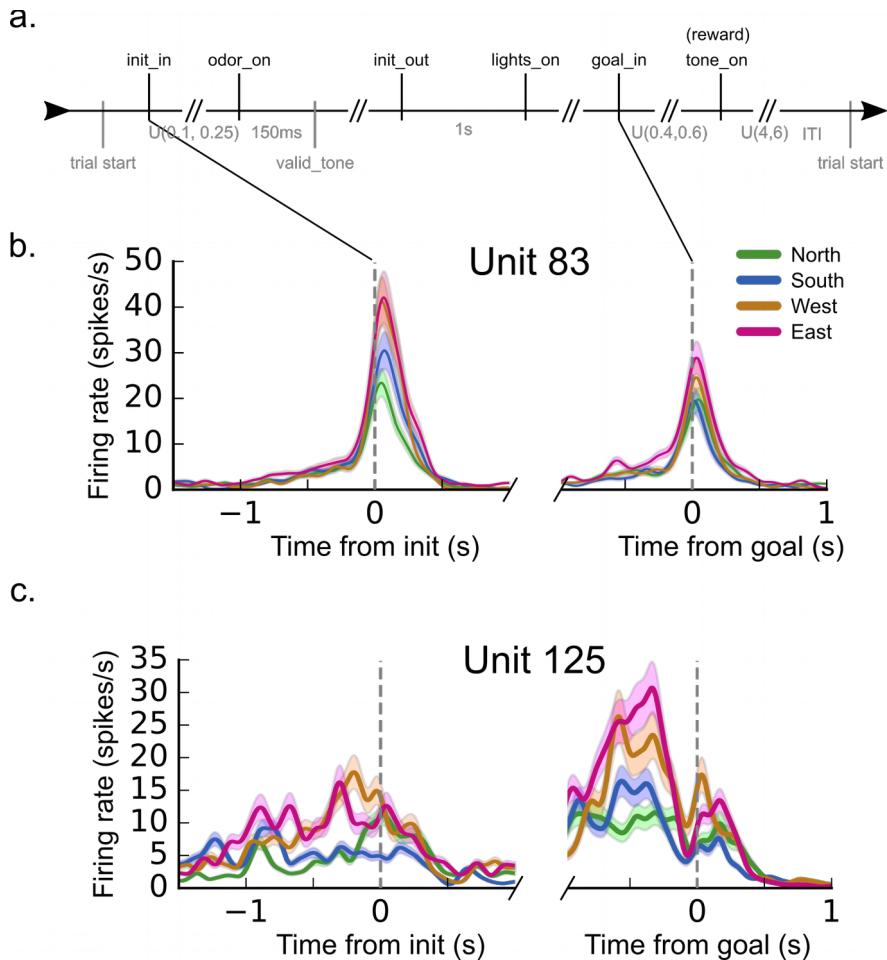 a.
(reward)
init_in odor_on init_out lights_on goal_in tone_on
U(0.1, 0.25) 150ms 1s U(0.4,0.6) U(4,6) ITI
trial start valid_tone trial start
b.
Unit 83
North
South
West
East
Firing rate (spikes/s)
50
40
30
20
10
0
−1 0 0 1
Time from init (s) Time from goal (s)
c.
Unit 125
Firing rate (spikes/s)
35
30
25
20
15
10
5
0
−1 0 0 1
Time from init (s) Time from goal (s)